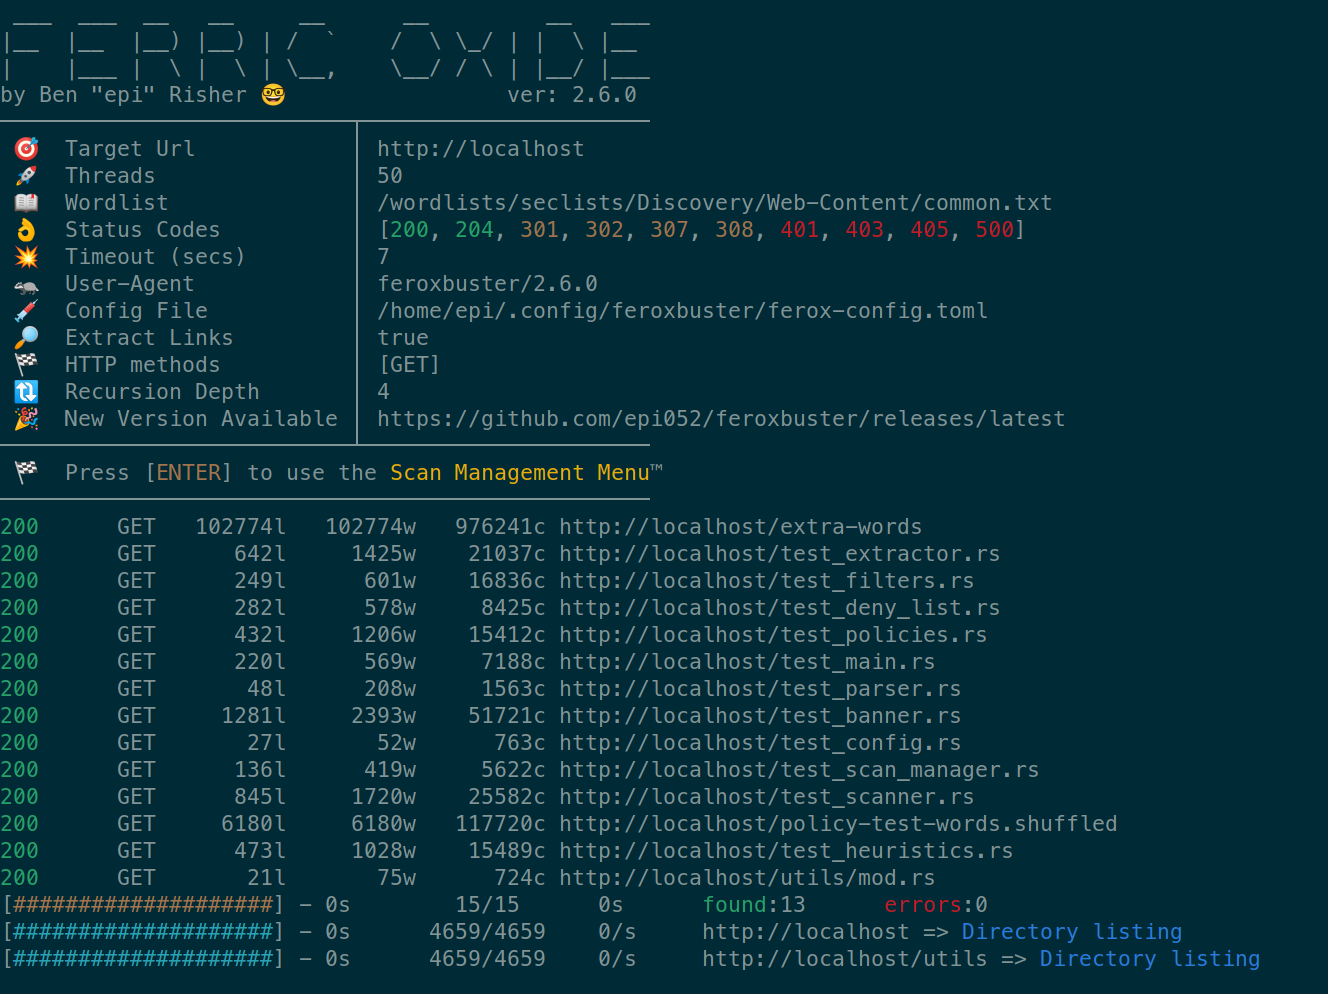 ___  ___  __   __     __      __         __   ___
|__  |__  |__) |__) | /  `    /  \ \_/ | |  \ |__
|    |___ |  \ |  \ | \__,    \__/ / \ | |__/ |___
by Ben "epi" Risher 🤓                 ver: 2.6.0
🎯  Target Url │ http://localhost
🚀  Threads │ 50
📖  Wordlist │ /wordlists/seclists/Discovery/Web-Content/common.txt
👌  Status Codes │ [200, 204, 301, 302, 307, 308, 401, 403, 405, 500]
💥  Timeout (secs) │ 7
🦡  User-Agent │ feroxbuster/2.6.0
💉  Config File │ /home/epi/.config/feroxbuster/ferox-config.toml
🔎  Extract Links │ true
🏁  HTTP methods │ [GET]
🔃  Recursion Depth │ 4
🎉  New Version Available │ https://github.com/epi052/feroxbuster/releases/latest
🏁  Press [ENTER] to use the Scan Management Menu™
200      GET   102774l   102774w   976241c http://localhost/extra-words
200      GET      642l     1425w    21037c http://localhost/test_extractor.rs
200      GET      249l      601w    16836c http://localhost/test_filters.rs
200      GET      282l      578w     8425c http://localhost/test_deny_list.rs
200      GET      432l     1206w    15412c http://localhost/test_policies.rs
200      GET      220l      569w     7188c http://localhost/test_main.rs
200      GET       48l      208w     1563c http://localhost/test_parser.rs
200      GET     1281l     2393w    51721c http://localhost/test_banner.rs
200      GET       27l       52w      763c http://localhost/test_config.rs
200      GET      136l      419w     5622c http://localhost/test_scan_manager.rs
200      GET      845l     1720w    25582c http://localhost/test_scanner.rs
200      GET     6180l     6180w   117720c http://localhost/policy-test-words.shuffled
200      GET      473l     1028w    15489c http://localhost/test_heuristics.rs
200      GET       21l       75w      724c http://localhost/utils/mod.rs
[####################] - 0s        15/15      0s      found:13      errors:0
[####################] - 0s      4659/4659    0/s     http://localhost => Directory listing
[####################] - 0s      4659/4659    0/s     http://localhost/utils => Directory listing